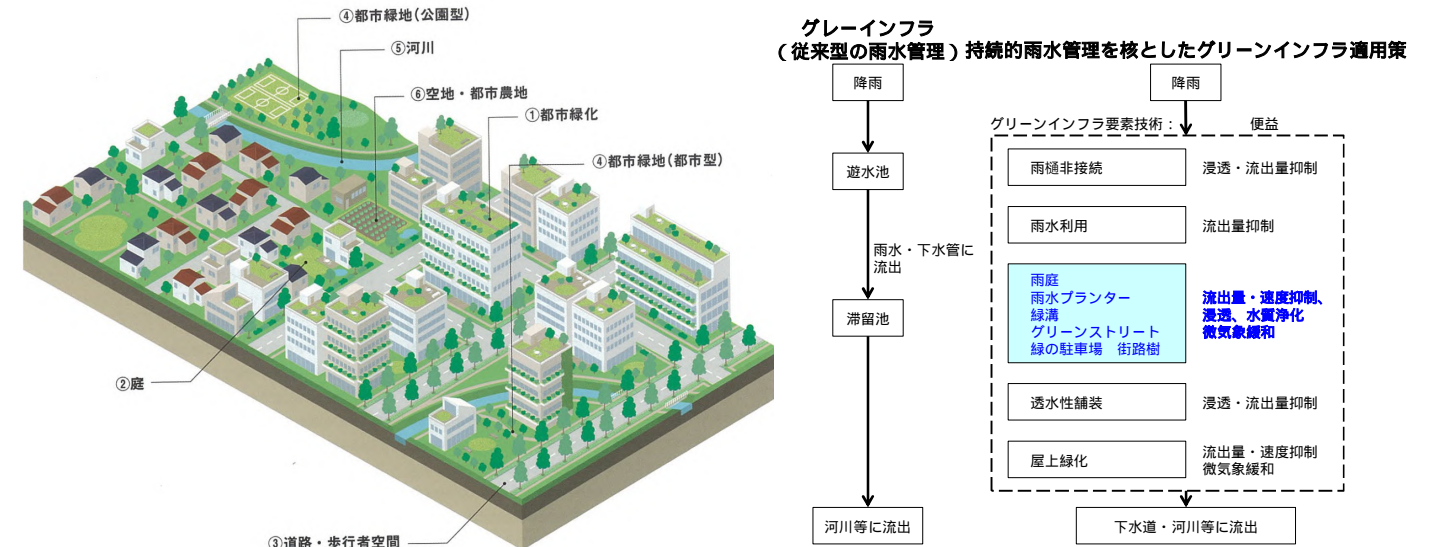 ④都市緑地(公園型)
⑤河川
⑥空地・都市農地
①都市緑化
④都市緑地(都市型)
②庭
③道路・歩行者空間
グレーインフラ
(従来型の雨水管理)
降雨
遊水池
雨水・下水管に
流出
滞留池
河川等に流出
持続的雨水管理を核としたグリーンインフラ適用策
降雨
グリーンインフラ要素技術: 便益
雨樋非接続 浸透・流出量抑制
雨水利用 流出量抑制
雨庭
雨水プランター
緑溝
グリーンストリート
緑の駐車場 街路樹
流出量・速度抑制、
浸透、水質浄化
微気象緩和
透水性舗装 浸透・流出量抑制
屋上緑化
流出量・速度抑制
微気象緩和
下水道・河川等に流出